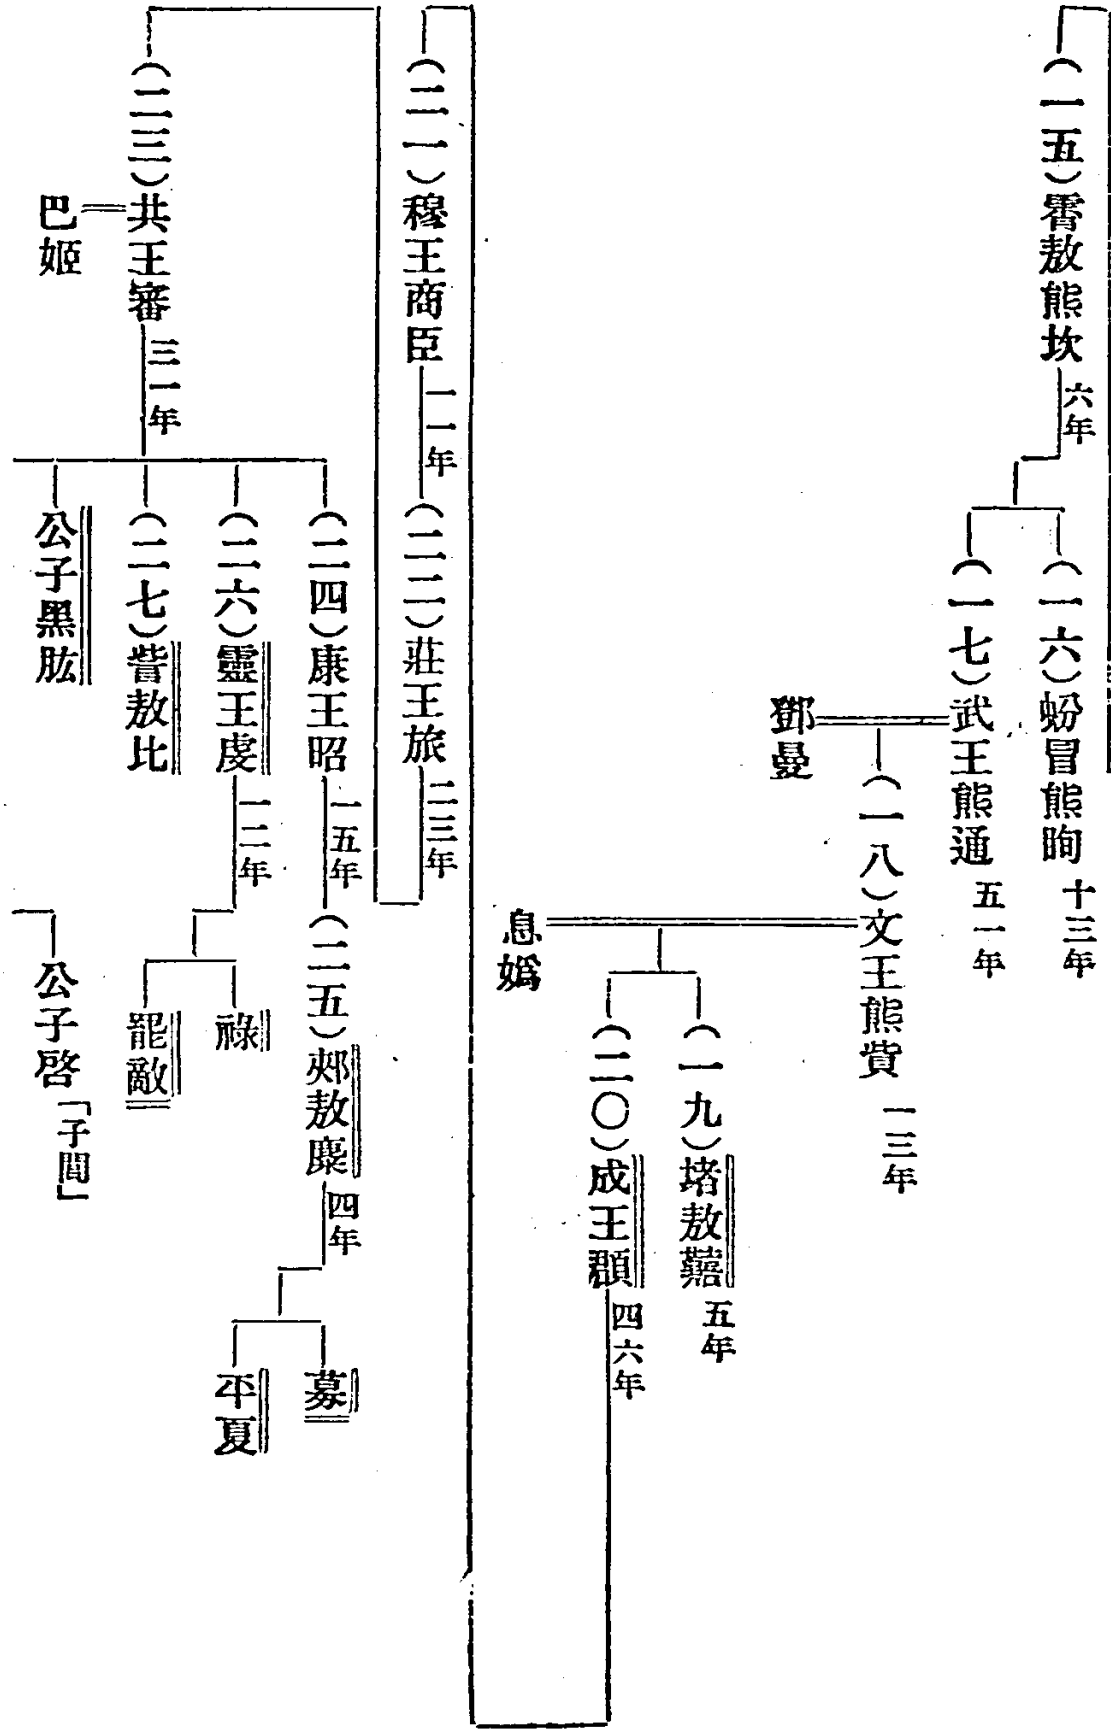 （一五）霄敖熊坎
六年
（一六）蚡冒熊眴
十三年
（一七）武王熊通
五一年
鄧曼
（一八）文王熊貲
一三年
息嬀
（一九）堵敖囏
五年
（二〇）成王頵
四六年
（二一）穆王商臣
一一年
（二二）莊王旅
二三年
（二三）共王審
三一年
巴姬
（二四）康王昭
一五年
（二五）郟敖麇
四年
募
平夏
（二六）靈王虔
一二年
祿
罷敵
（二七）訾敖比
公子黑肱
公子啓
「子閭」